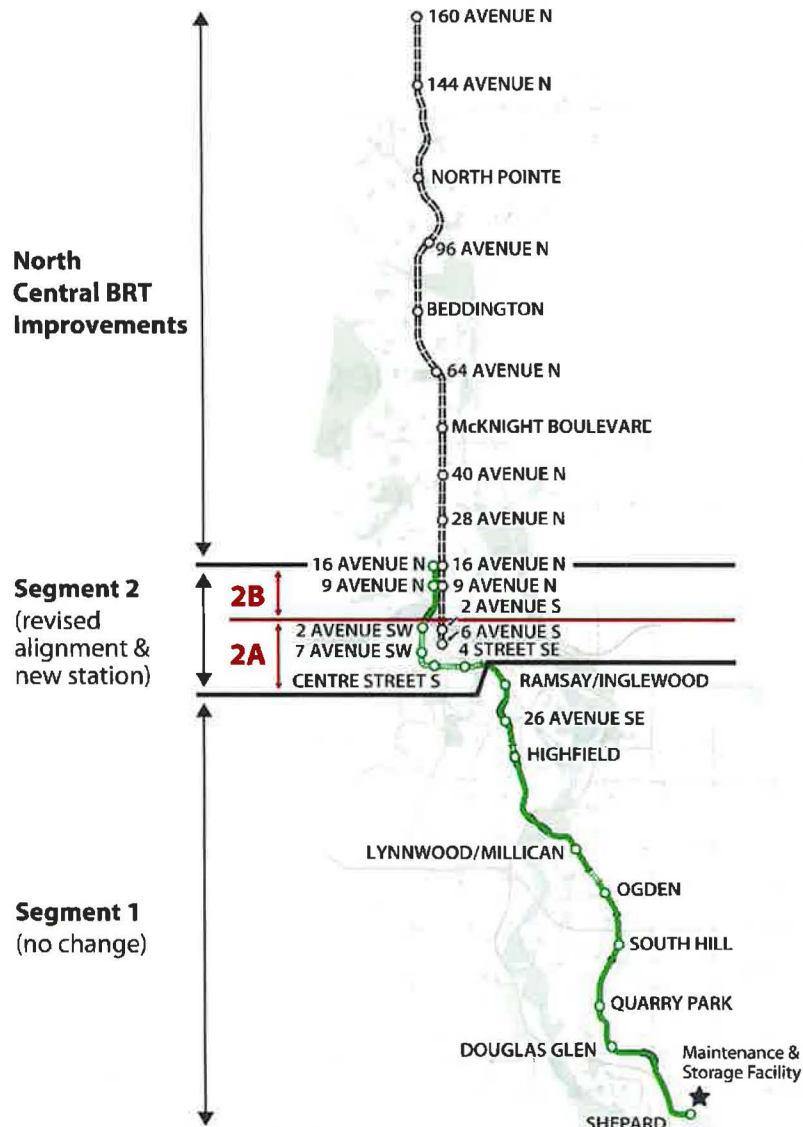 160 AVENUE N
144 AVENUE N
NORTH POINTE
96 AVENUE N
North
Central BRT
Improvements
BEDDINGTON
64 AVENUE N
McKNIGHT BOULEVARD
40 AVENUE N
28 AVENUE N
16 AVENUE N
16 AVENUE N
Segment 2
(revised
alignment &
new station)
2B
9 AVENUE N
9 AVENUE N
2 AVENUE S
2A
2 AVENUE SW
6 AVENUE S
7 AVENUE SW
4 STREET SE
CENTRE STREET S
RAMSAY/INGLEWOOD
26 AVENUE SE
HIGHFIELD
LYNNWOOD/MILLICAN
OGDEN
Segment 1
(no change)
SOUTH HILL
QUARRY PARK
DOUGLAS GLEN
Maintenance &
Storage Facility
SHEPARD